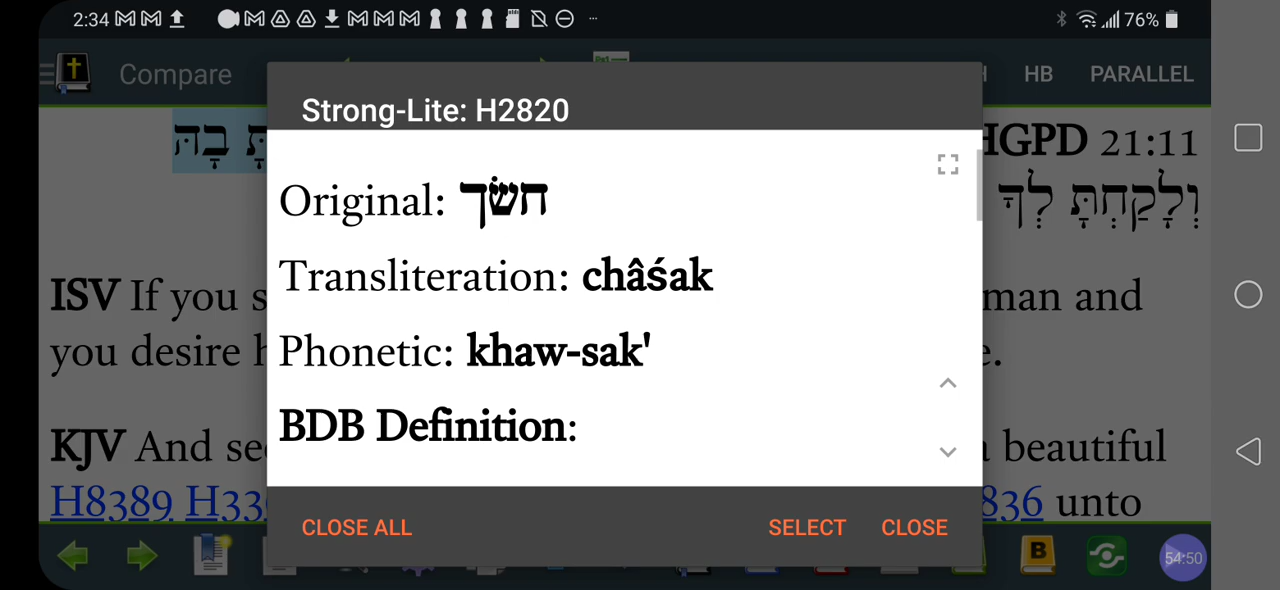 2:34
76%
Compare
HB
PARALLEL
Strong-Lite: H2820
HGPD 21:11
בָהּ
וְלָקַחְתָּ לְךָ
Original: חשׂך
Transliteration: châśak
Phonetic: khaw-sak'
BDB Definition:
ISV If you s
man and
you desire h
e.
KJV And see
beautiful
H8389 H33
836 unto
CLOSE ALL
SELECT
CLOSE
B
54:50